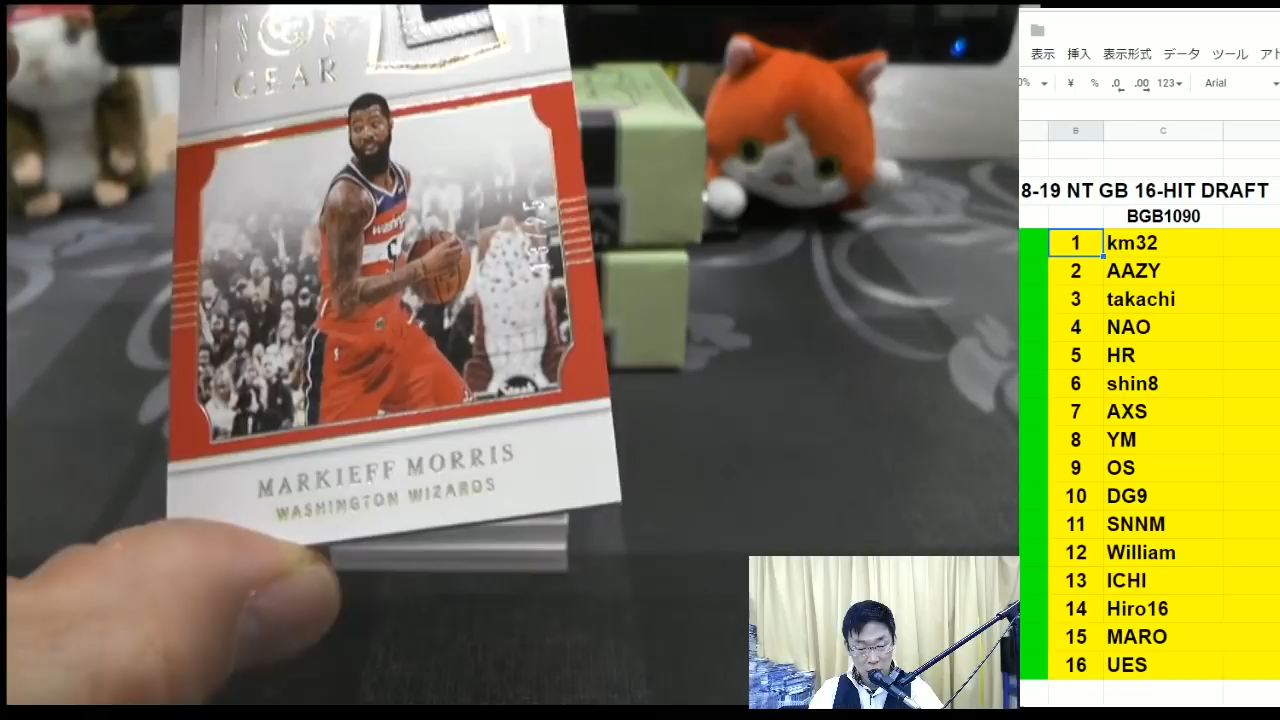 GEAR
MARKIEFF MORRIS
WASHINGTON WIZARDS
表示 挿入 表示形式 データ ツール
% ¥ % .0 .00 123 Arial
B C
8-19 NT GB 16-HIT DRAFT
BGB1090
1 km32
2 AAZY
3 takachi
4 NAO
5 HR
6 shin8
7 AXS
8 YM
9 OS
10 DG9
11 SNNM
12 William
13 ICHI
14 Hiro16
15 MARO
16 UES